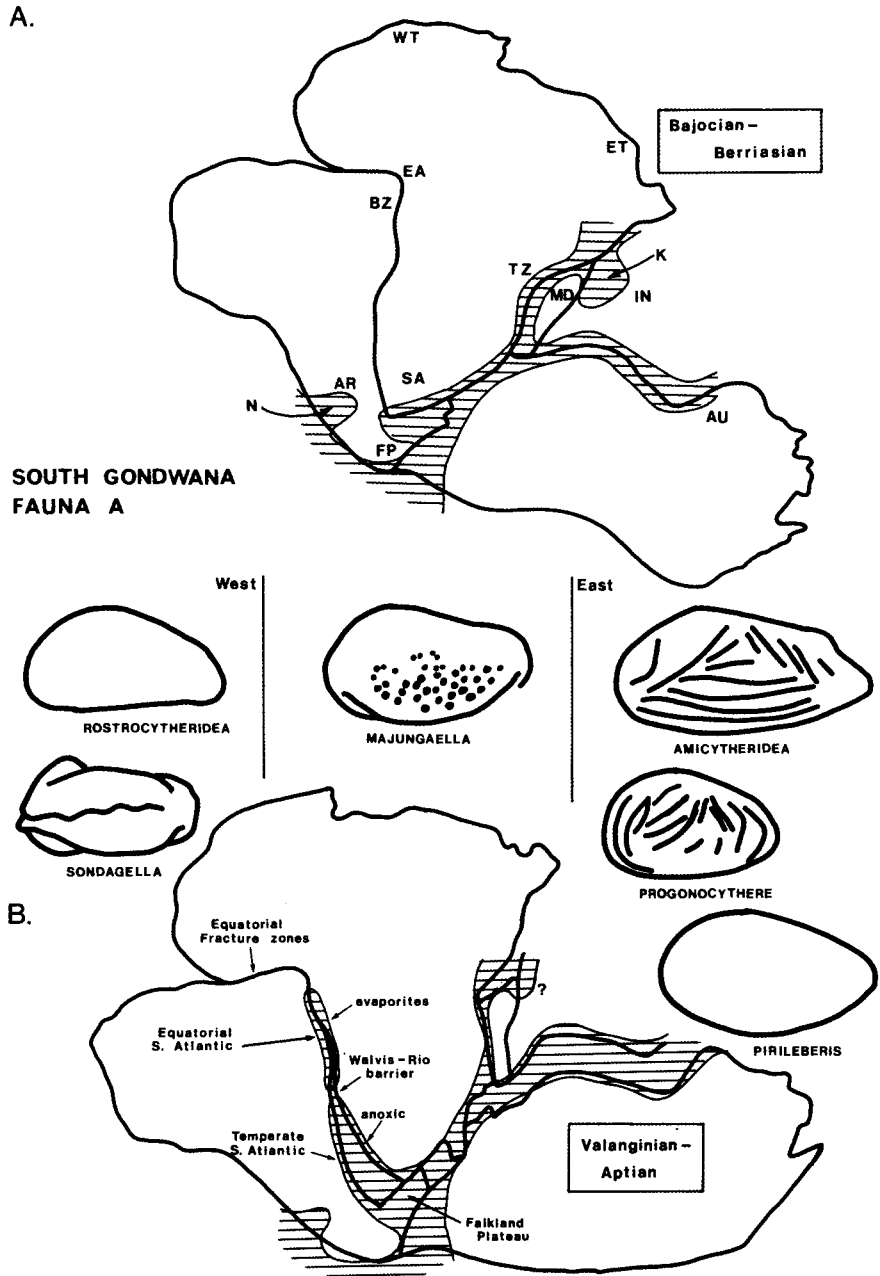 A.
WT
Bajocian–
Berriasian
ET
EA
BZ
K
TZ
MD
IN
AR
SA
N
AU
FP
SOUTH GONDWANA
FAUNA A
West
East
ROSTROCYTHERIDEA
MAJUNGAELLA
AMICYTHERIDEA
SONDAGELLA
PROGONOCYTHERE
B.
Equatorial
Fracture zones
evaporites
?
Equatorial
S. Atlantic
PIRILEBERIS
Walvis–Rio
barrier
anoxic
Temperate
S. Atlantic
Valanginian–
Aptian
Falkland
Plateau